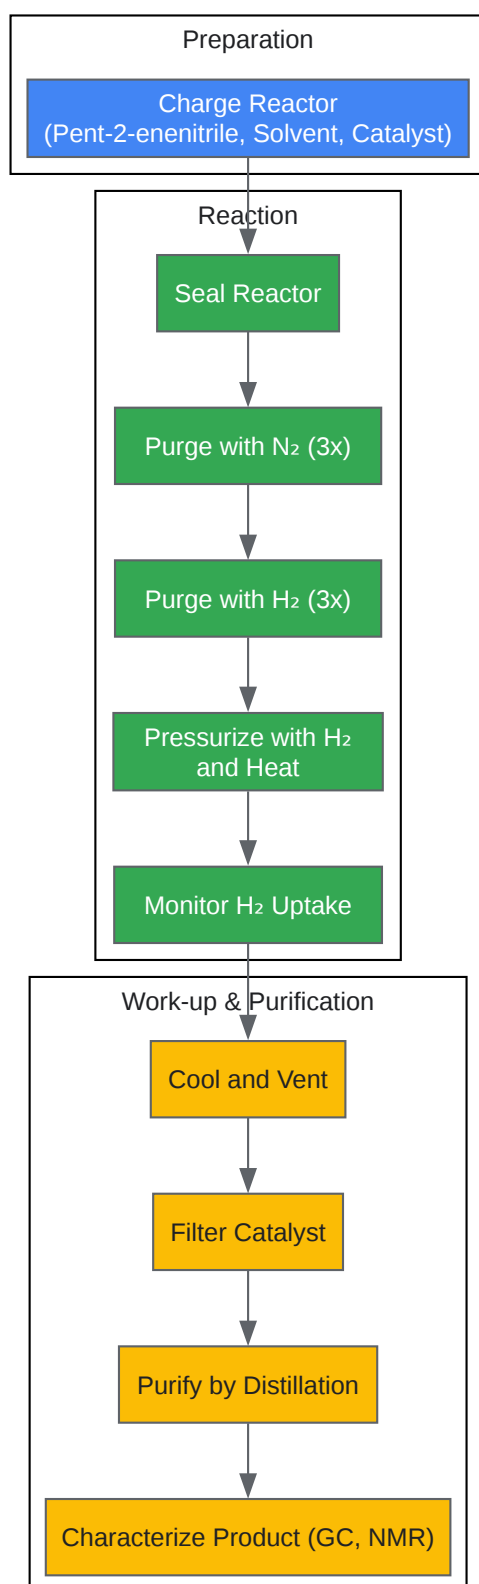 Preparation
Charge Reactor
(Pent-2-enenitrile, Solvent, Catalyst)
Reaction
Seal Reactor
Purge with N₂ (3x)
Purge with H₂ (3x)
Pressurize with H₂
and Heat
Monitor H₂ Uptake
Work-up & Purification
Cool and Vent
Filter Catalyst
Purify by Distillation
Characterize Product (GC, NMR)